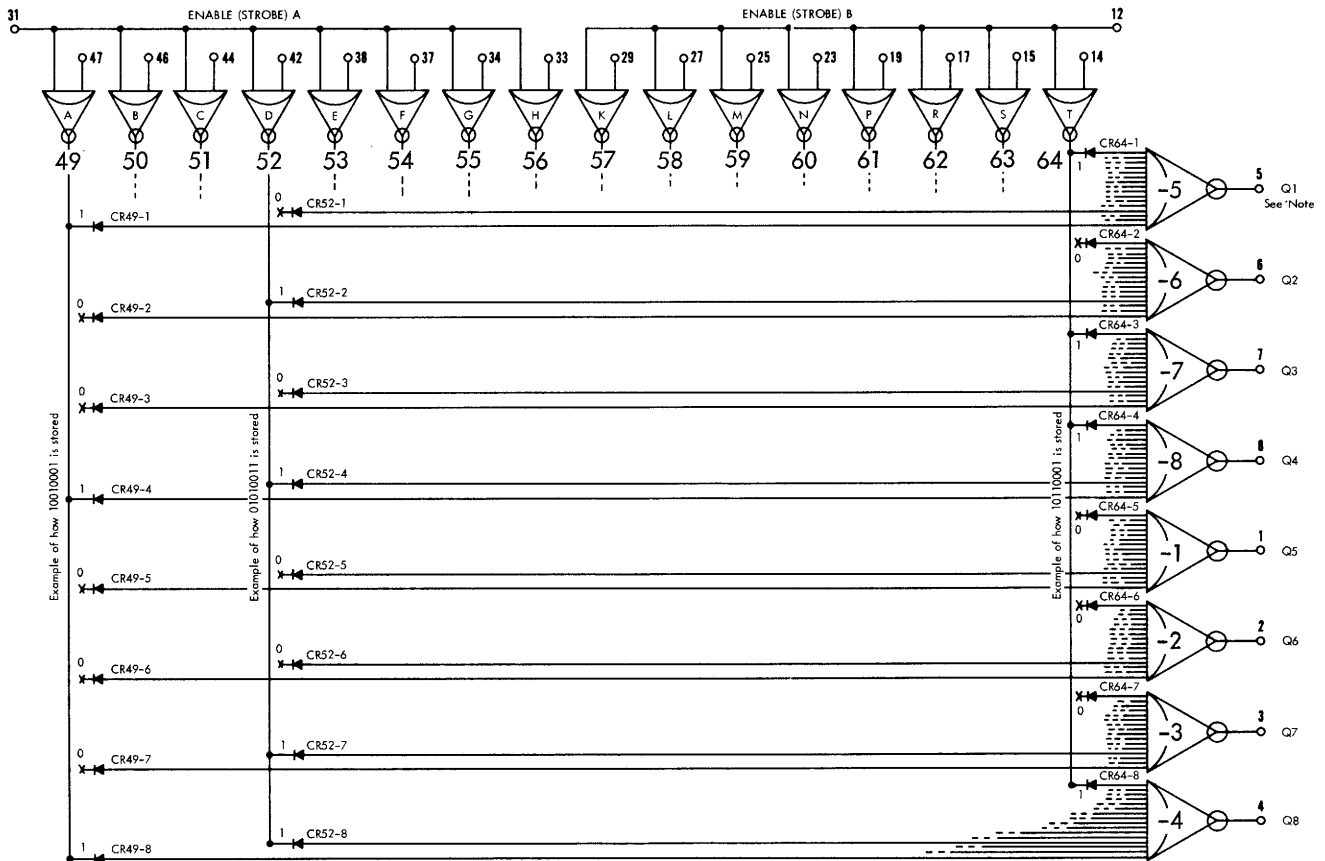 31 ENABLE (STROBE) A ENABLE (STROBE) B 12
47 46 44 42 38 37 34 33 29 27 25 23 19 17 15 14
A B C D E F G H K L M N P R S T
49 50 51 52 53 54 55 56 57 58 59 60 61 62 63 64
CR64-1
1
-5
5
Q1
See Note
0
CR52-1
1
CR49-1
CR64-2
0
-6
6
Q2
1
CR52-2
0
CR49-2
CR64-3
1
-7
7
Q3
0
CR52-3
0
CR49-3
Example of how 10010001 is stored
Example of how 01010011 is stored
Example of how 10110001 is stored
CR64-4
1
-8
8
Q4
1
CR52-4
1
CR49-4
CR64-5
0
-1
1
Q5
0
CR52-5
0
CR49-5
CR64-6
0
-2
2
Q6
0
CR52-6
0
CR49-6
CR64-7
0
-3
3
Q7
1
CR52-7
0
CR49-7
CR64-8
1
-4
4
Q8
1
CR52-8
1
CR49-8